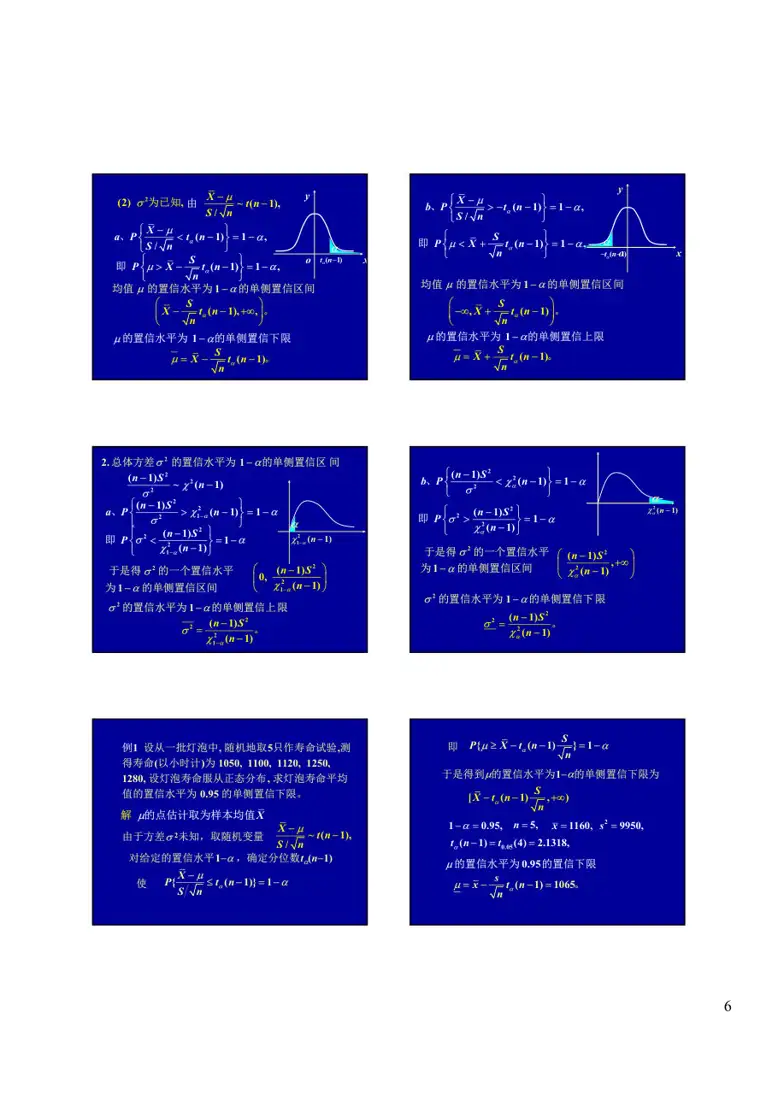 (2) σ²为已知, 由 (X̄ − μ)/(S/√n) ~ t(n−1),
a、P{(X̄ − μ)/(S/√n) < t_α(n−1)} = 1−α,
即 P{μ > X̄ − (S/√n) t_α(n−1)} = 1−α,
y
α
o t_α(n−1) x
均值 μ 的置信水平为 1−α 的单侧置信区间
(X̄ − (S/√n) t_α(n−1), +∞,)。
μ 的置信水平为 1−α的单侧置信下限
μ̅ = X̄ − (S/√n) t_α(n−1)。
b、P{(X̄ − μ)/(S/√n) > −t_α(n−1)} = 1−α,
即 P{μ < X̄ + (S/√n) t_α(n−1)} = 1−α,
y
α
−t_α(n−1) x
均值 μ 的置信水平为 1−α 的单侧置信区间
(−∞, X̄ + (S/√n) t_α(n−1))。
μ 的置信水平为 1−α的单侧置信上限
μ̅ = X̄ + (S/√n) t_α(n−1)。
2. 总体方差 σ² 的置信水平为 1−α的单侧置信区 间
(n−1)S²/σ² ~ χ²(n−1)
a、P{(n−1)S²/σ² > χ²_{1−α}(n−1)} = 1−α
即 P{σ² < (n−1)S²/χ²_{1−α}(n−1)} = 1−α
α
χ²_{1−α}(n−1)
于是得 σ² 的一个置信水平
为 1−α 的单侧置信区间 (0, (n−1)S²/χ²_{1−α}(n−1))
σ² 的置信水平为 1−α 的单侧置信上限
σ̅² = (n−1)S²/χ²_{1−α}(n−1)。
b、P{(n−1)S²/σ² < χ²_α(n−1)} = 1−α
即 P{σ² > (n−1)S²/χ²_α(n−1)} = 1−α
α
χ²_α(n−1)
于是得 σ² 的一个置信水平
为 1−α 的单侧置信区间 ((n−1)S²/χ²_α(n−1), +∞)
σ² 的置信水平为 1−α 的单侧置信下限
σ̲² = (n−1)S²/χ²_α(n−1)。
例1 设从一批灯泡中, 随机地取5只作寿命试验,测
得寿命(以小时计)为 1050, 1100, 1120, 1250,
1280, 设灯泡寿命服从正态分布, 求灯泡寿命平均
值的置信水平为 0.95 的单侧置信下限。
解 μ的点估计取为样本均值X̄
由于方差σ²未知，取随机变量 (X̄ − μ)/(S/√n) ~ t(n−1),
对给定的置信水平1−α ，确定分位数t_α(n−1)
使 P{(X̄ − μ)/(S/√n) ≤ t_α(n−1)} = 1−α
即 P{μ ≥ X̄ − t_α(n−1) S/√n} = 1−α
于是得到μ的置信水平为1−α的单侧置信下限为
[X̄ − t_α(n−1) S/√n, +∞)
1−α = 0.95, n = 5, x̄ = 1160, s² = 9950,
t_α(n−1) = t_{0.05}(4) = 2.1318,
μ 的置信水平为 0.95 的置信下限
μ̲ = x̄ − (s/√n) t_α(n−1) = 1065。
6